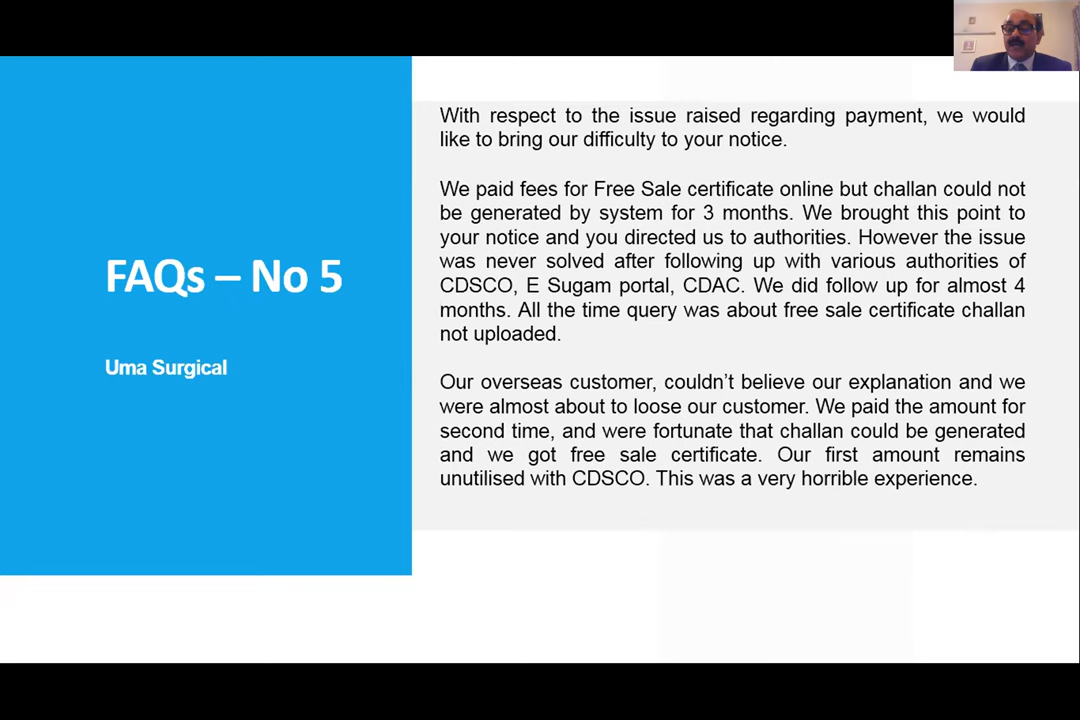 FAQs – No 5
Uma Surgical
With respect to the issue raised regarding payment, we would
like to bring our difficulty to your notice.
We paid fees for Free Sale certificate online but challan could not
be generated by system for 3 months. We brought this point to
your notice and you directed us to authorities. However the issue
was never solved after following up with various authorities of
CDSCO, E Sugam portal, CDAC. We did follow up for almost 4
months. All the time query was about free sale certificate challan
not uploaded.
Our overseas customer, couldn’t believe our explanation and we
were almost about to loose our customer. We paid the amount for
second time, and were fortunate that challan could be generated
and we got free sale certificate. Our first amount remains
unutilised with CDSCO. This was a very horrible experience.